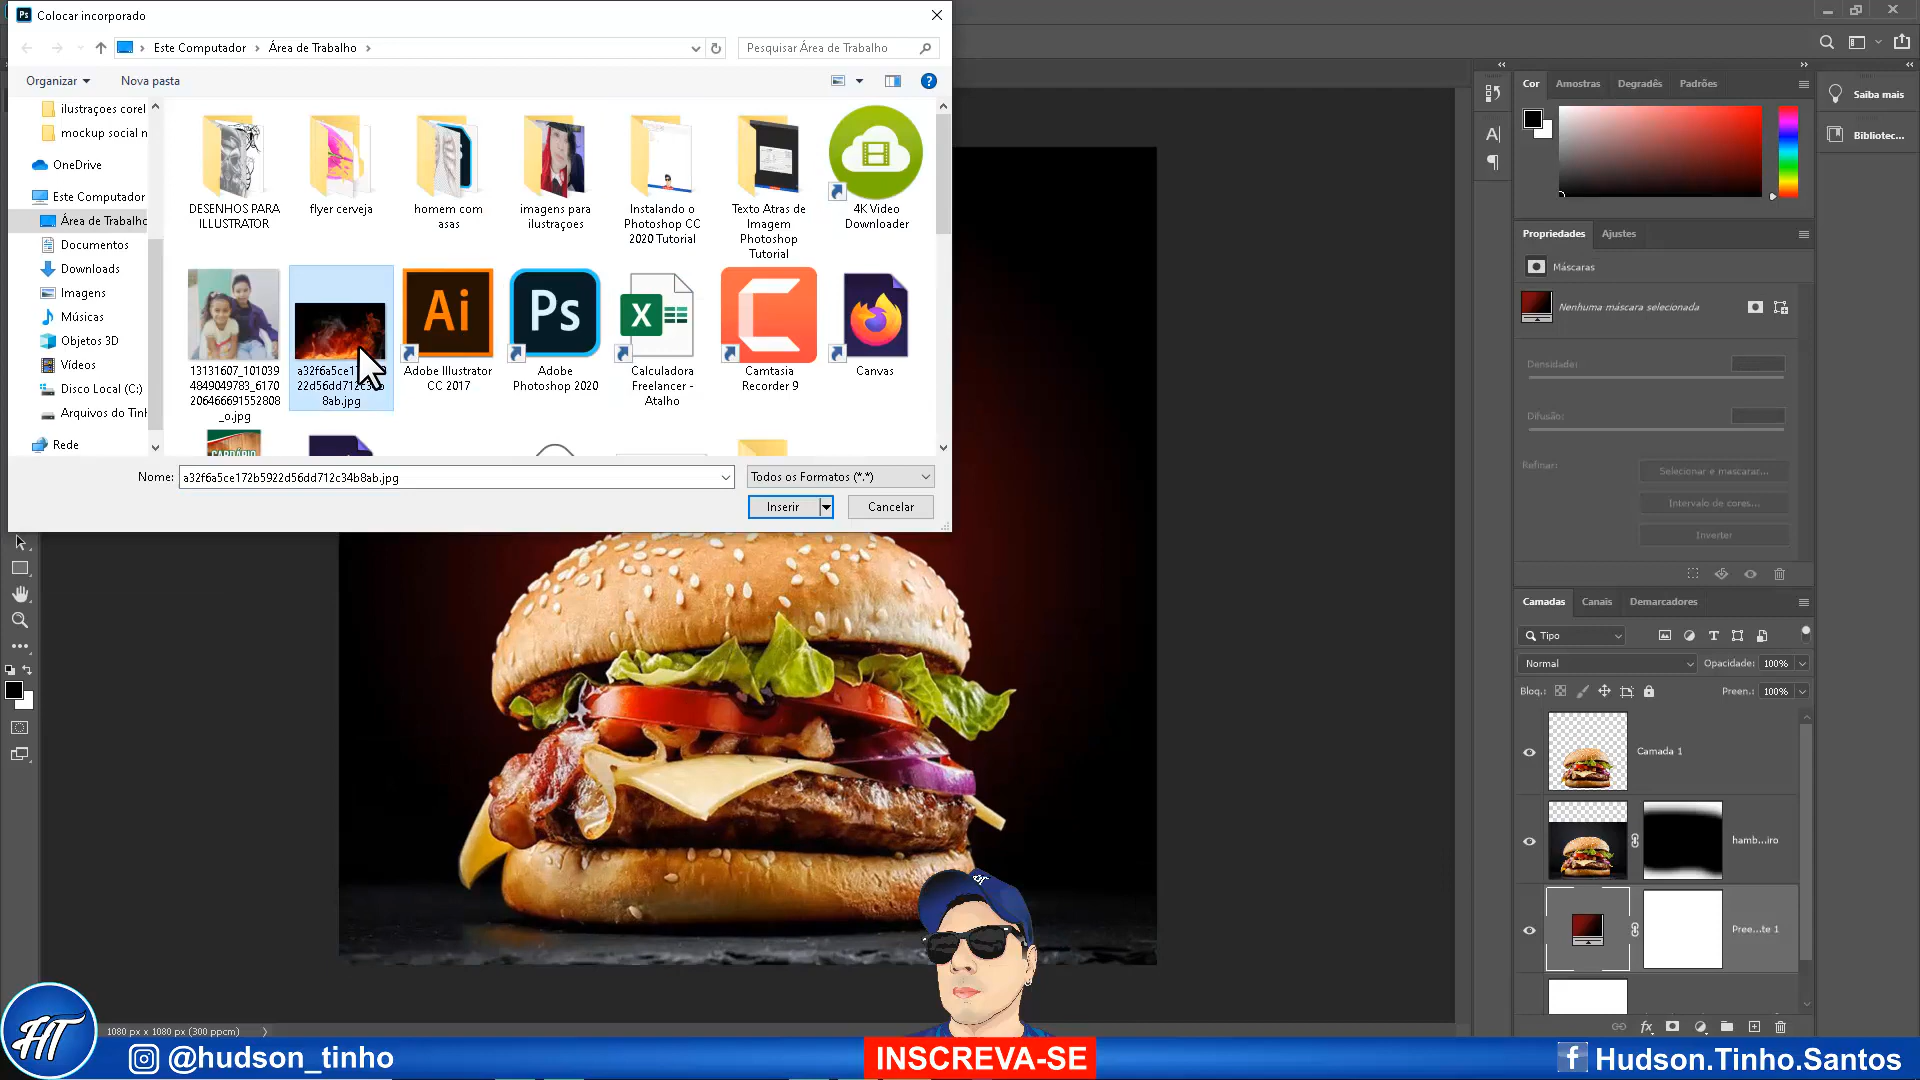 Colocar incorporado
Este Computador
Área de Trabalho
Pesquisar Área de Trabalho
Organizar
Nova pasta
ilustraçoes corel
mockup social n
OneDrive
Este Computador
Área de Trabalho
Documentos
Downloads
Imagens
Músicas
Objetos 3D
Vídeos
Disco Local (C:)
Arquivos do Tinh
Rede
DESENHOS PARA
ILLUSTRATOR
flyer cerveja
homem com
asas
imagens para
ilustraçoes
Instalando o
Photoshop CC
2020 Tutorial
Texto Atras de
Imagem
Photoshop
Tutorial
4K Video
Downloader
13131607_101039
4849049783_6170
206466691552808
_o.jpg
8ab.jpg
Ai
Adobe Illustrator
CC 2017
Ps
Adobe
Photoshop 2020
X
Calculadora
Freelancer -
Atalho
Camtasia
Recorder 9
Canvas
Nome:
a32f6a5ce172b5922d56dd712c34b8ab.jpg
Todos os Formatos (*.*)
Inserir
Cancelar
Cor
Amostras
Degradês
Padrões
Saiba mais
Bibliotec...
Propriedades
Ajustes
Máscaras
Nenhuma máscara selecionada
Densidade:
Difusão:
Refinar:
Selecionar e mascarar...
Intervalo de cores...
Inverter
Camadas
Canais
Demarcadores
Tipo
Normal
Opacidade:
100%
Bloq.:
Preen.:
100%
Camada 1
hamb...iro
Pree...te 1
1080 px x 1080 px (300 ppcm)
HT
@hudson_tinho
INSCREVA-SE
Hudson.Tinho.Santos